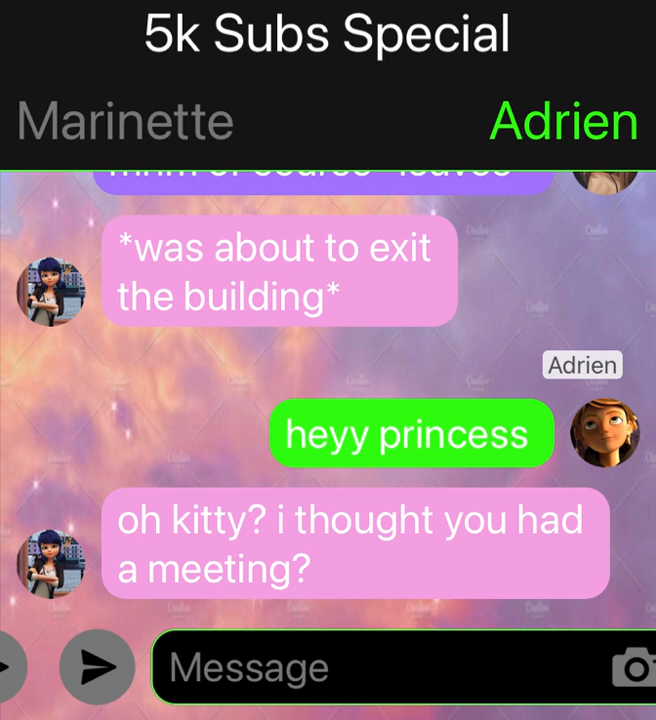 5k Subs Special
Marinette
Adrien
*was about to exit
the building*
Adrien
heyy princess
oh kitty? i thought you had
a meeting?
Message